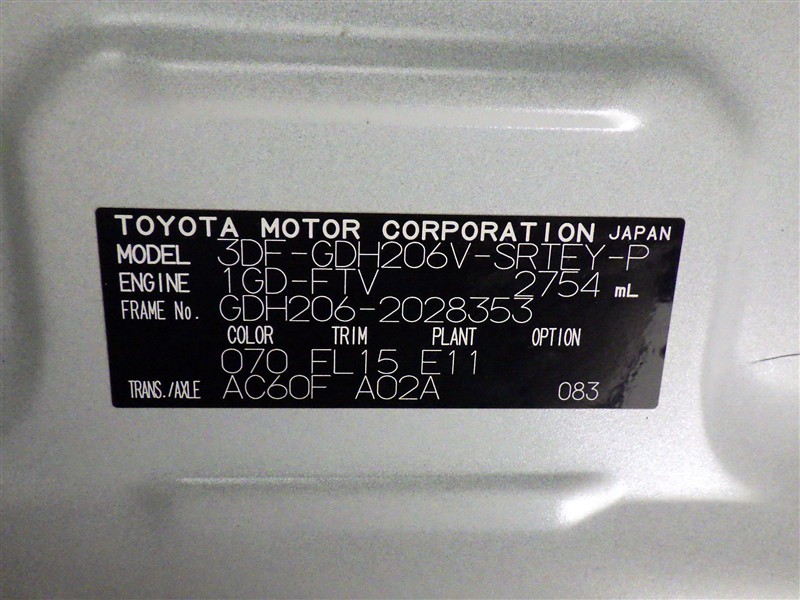 TOYOTA MOTOR CORPORATION JAPAN
MODEL 3DF-GDH206V-SRTEY-P
ENGINE 1GD-FTV 2754 mL
FRAME No. GDH206-2028353
COLOR TRIM PLANT OPTION
070 FL15 E11
TRANS./AXLE AC60F A02A 083